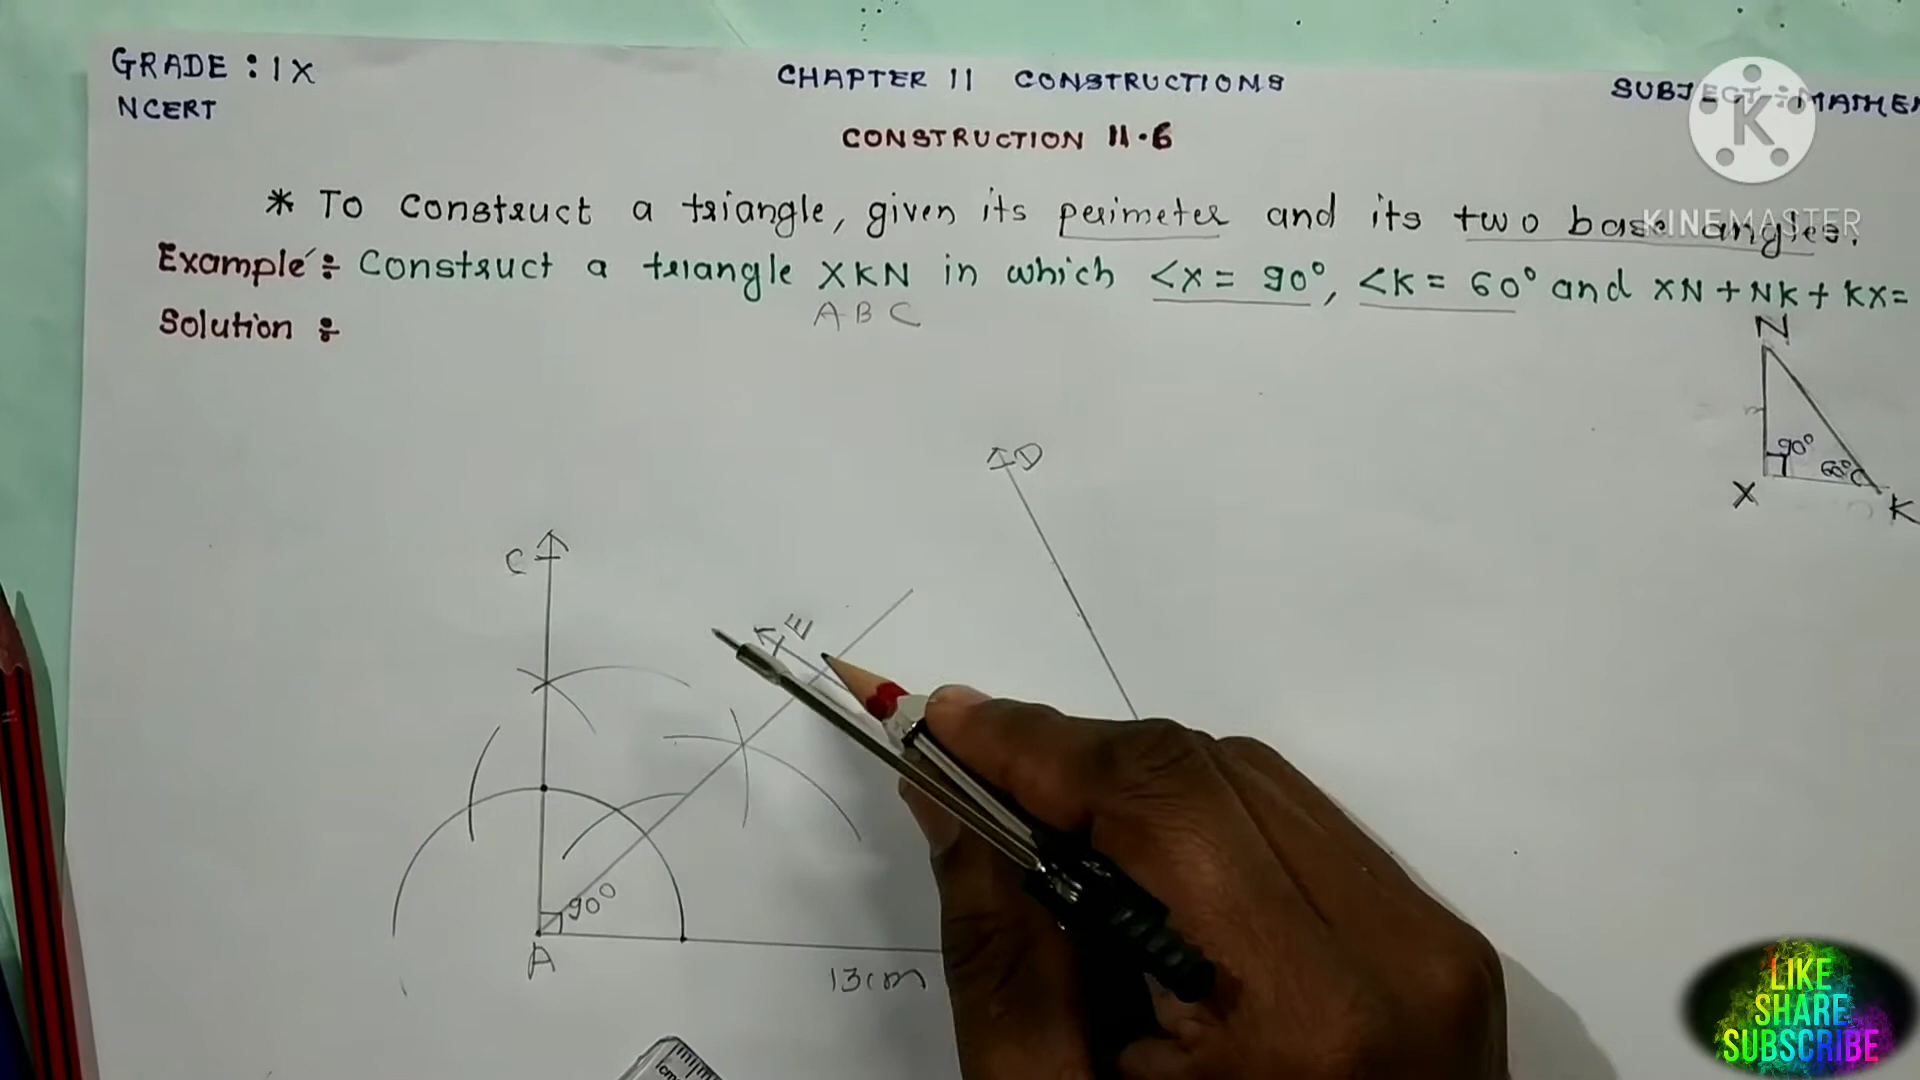 GRADE : IX
CHAPTER 11 CONSTRUCTIONS
NCERT
CONSTRUCTION 11.6
* To construct a triangle, given its perimeter and its two base angles.
Example : Construct a triangle XKN in which <X = 90°, <K = 60° and XN + NK + KX =
A B C
Solution :
N
90°
60°
X
K
D
C
E
90°
A
13cm
1cm
K
KINEMASTER
LIKE
SHARE
SUBSCRIBE